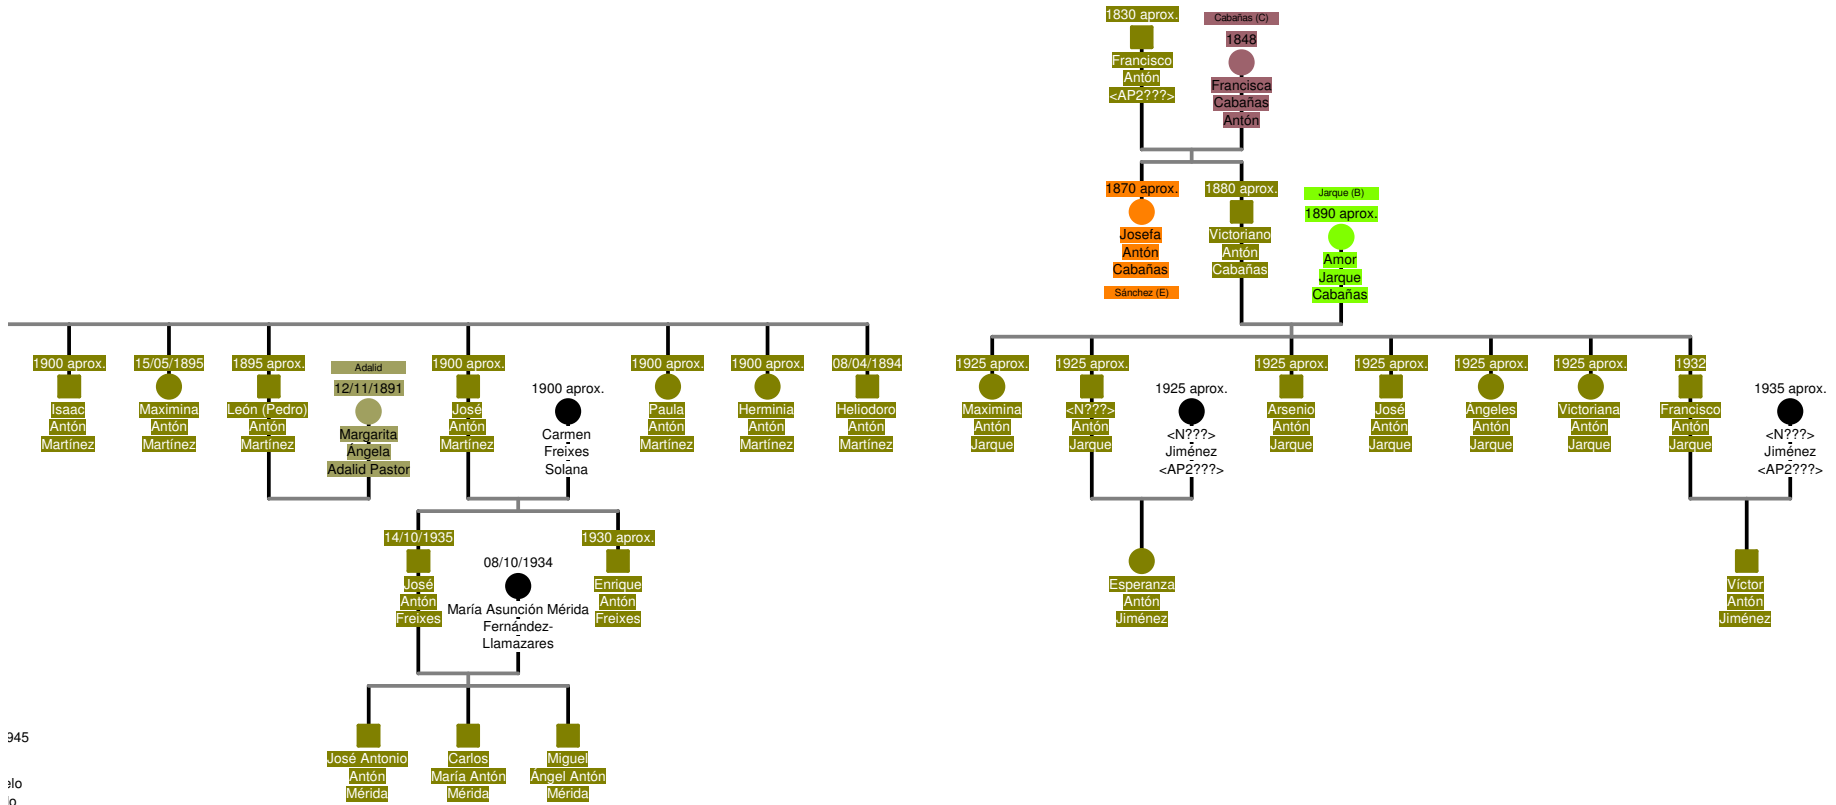 1830 aprox.
Francisco
Antón
<AP2???>
Cabañas (C)
1848
Francisca
Cabañas
Antón
1870 aprox.
Josefa
Antón
Cabañas
Sánchez (E)
1880 aprox.
Victoriano
Antón
Cabañas
Jarque (B)
1890 aprox.
Amor
Jarque
Cabañas
1900 aprox.
Isaac
Antón
Martínez
15/05/1895
Maximina
Antón
Martínez
1895 aprox.
León (Pedro)
Antón
Martínez
Adalid
12/11/1891
Margarita
Ángela
Adalid Pastor
1900 aprox.
José
Antón
Martínez
1900 aprox.
Carmen
Freixes
Solana
1900 aprox.
Paula
Antón
Martínez
1900 aprox.
Herminia
Antón
Martínez
08/04/1894
Heliodoro
Antón
Martínez
1925 aprox.
Maximina
Antón
Jarque
1925 aprox.
<N???>
Antón
Jarque
1925 aprox.
<N???>
Jiménez
<AP2???>
1925 aprox.
Arsenio
Antón
Jarque
1925 aprox.
José
Antón
Jarque
1925 aprox.
Ángeles
Antón
Jarque
1925 aprox.
Victoriana
Antón
Jarque
1932
Francisco
Antón
Jarque
1935 aprox.
<N???>
Jiménez
<AP2???>
14/10/1935
José
Antón
Freixes
08/10/1934
María Asunción Mérida
Fernández-
Llamazares
1930 aprox.
Enrique
Antón
Freixes
Esperanza
Antón
Jiménez
Víctor
Antón
Jiménez
945
elo
lo
José Antonio
Antón
Mérida
Carlos
María Antón
Mérida
Miguel
Ángel Antón
Mérida